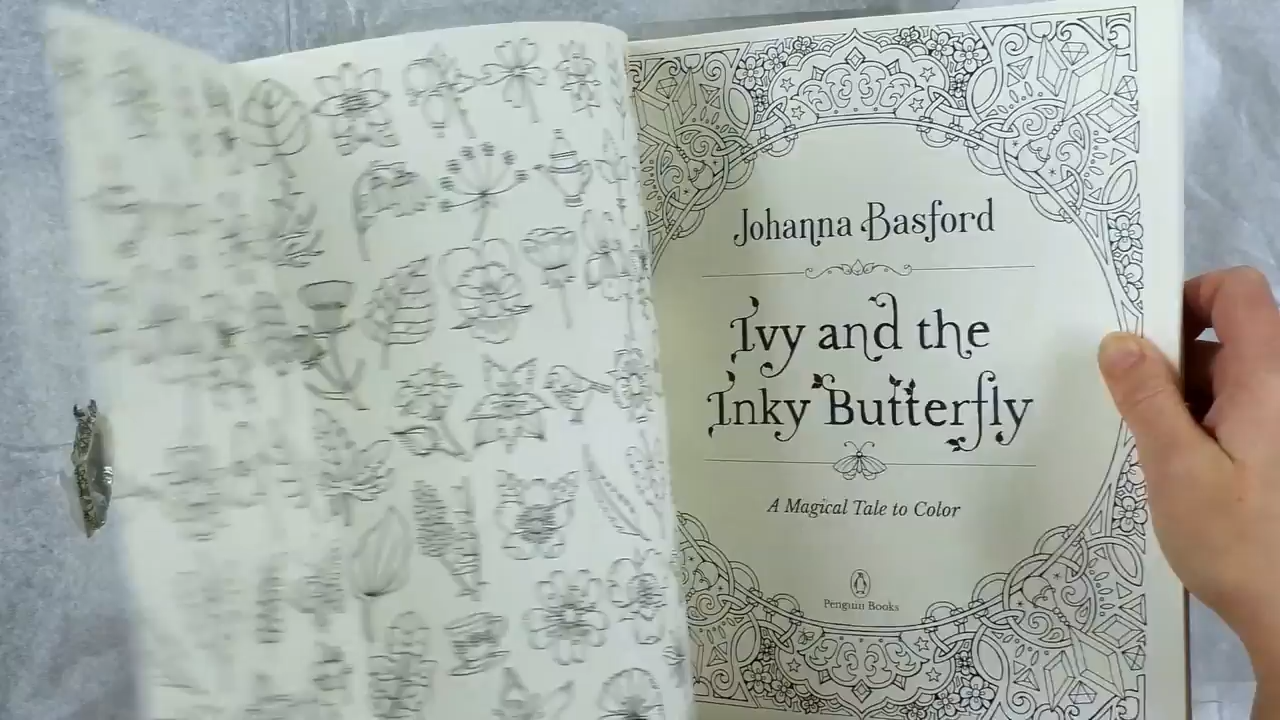 Johanna Basford
Ivy and the
Inky Butterfly
A Magical Tale to Color
Penguin Books